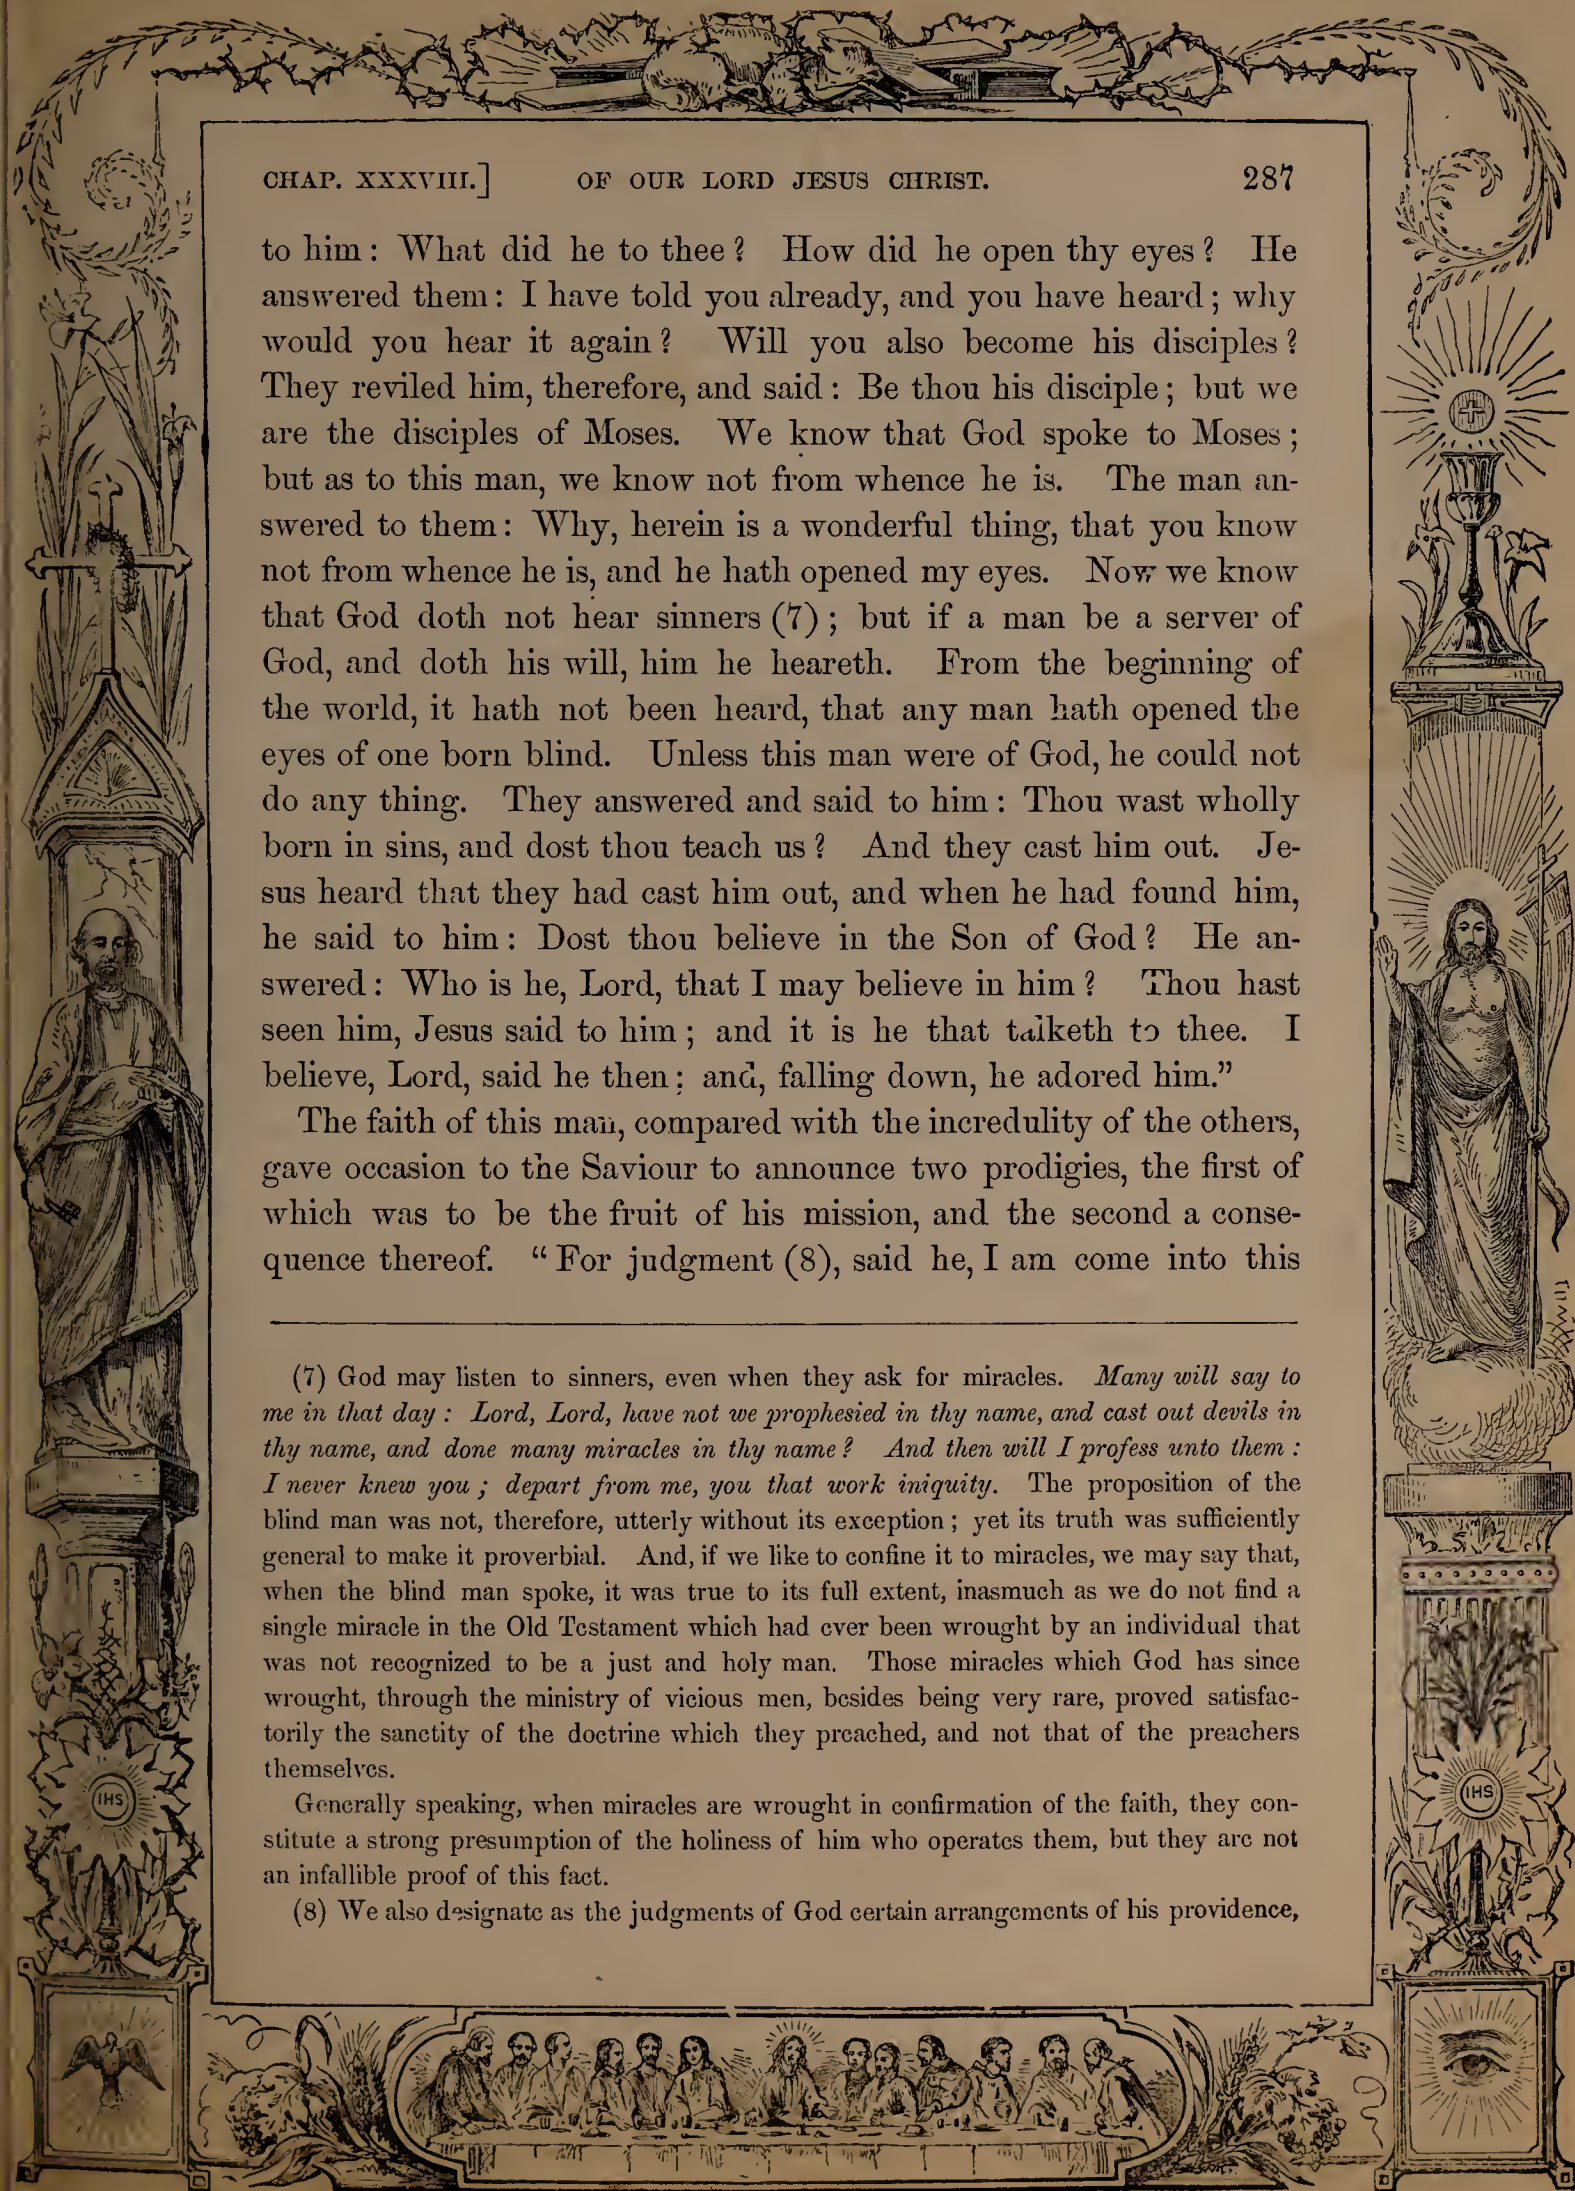 CHAP. XXXVIII.] OF OUR LORD JESUS CHRIST. 287
to him: What did he to thee? How did he open thy eyes? He
answered them: I have told you already, and you have heard; why
would you hear it again? Will you also become his disciples?
They reviled him, therefore, and said: Be thou his disciple; but we
are the disciples of Moses. We know that God spoke to Moses;
but as to this man, we know not from whence he is. The man an-
swered to them: Why, herein is a wonderful thing, that you know
not from whence he is, and he hath opened my eyes. Now we know
that God doth not hear sinners (7); but if a man be a server of
God, and doth his will, him he heareth. From the beginning of
the world, it hath not been heard, that any man hath opened the
eyes of one born blind. Unless this man were of God, he could not
do any thing. They answered and said to him: Thou wast wholly
born in sins, and dost thou teach us? And they cast him out. Je-
sus heard that they had cast him out, and when he had found him,
he said to him: Dost thou believe in the Son of God? He an-
swered: Who is he, Lord, that I may believe in him? Thou hast
seen him, Jesus said to him; and it is he that talketh to thee. I
believe, Lord, said he then; and, falling down, he adored him.”
The faith of this man, compared with the incredulity of the others,
gave occasion to the Saviour to announce two prodigies, the first of
which was to be the fruit of his mission, and the second a conse-
quence thereof. “For judgment (8), said he, I am come into this
(7) God may listen to sinners, even when they ask for miracles. Many will say to
me in that day: Lord, Lord, have not we prophesied in thy name, and cast out devils in
thy name, and done many miracles in thy name? And then will I profess unto them:
I never knew you; depart from me, you that work iniquity. The proposition of the
blind man was not, therefore, utterly without its exception; yet its truth was sufficiently
general to make it proverbial. And, if we like to confine it to miracles, we may say that,
when the blind man spoke, it was true to its full extent, inasmuch as we do not find a
single miracle in the Old Testament which had ever been wrought by an individual that
was not recognized to be a just and holy man. Those miracles which God has since
wrought, through the ministry of vicious men, besides being very rare, proved satisfac-
torily the sanctity of the doctrine which they preached, and not that of the preachers
themselves.
Generally speaking, when miracles are wrought in confirmation of the faith, they con-
stitute a strong presumption of the holiness of him who operates them, but they are not
an infallible proof of this fact.
(8) We also designate as the judgments of God certain arrangements of his providence,
IHS
IHS